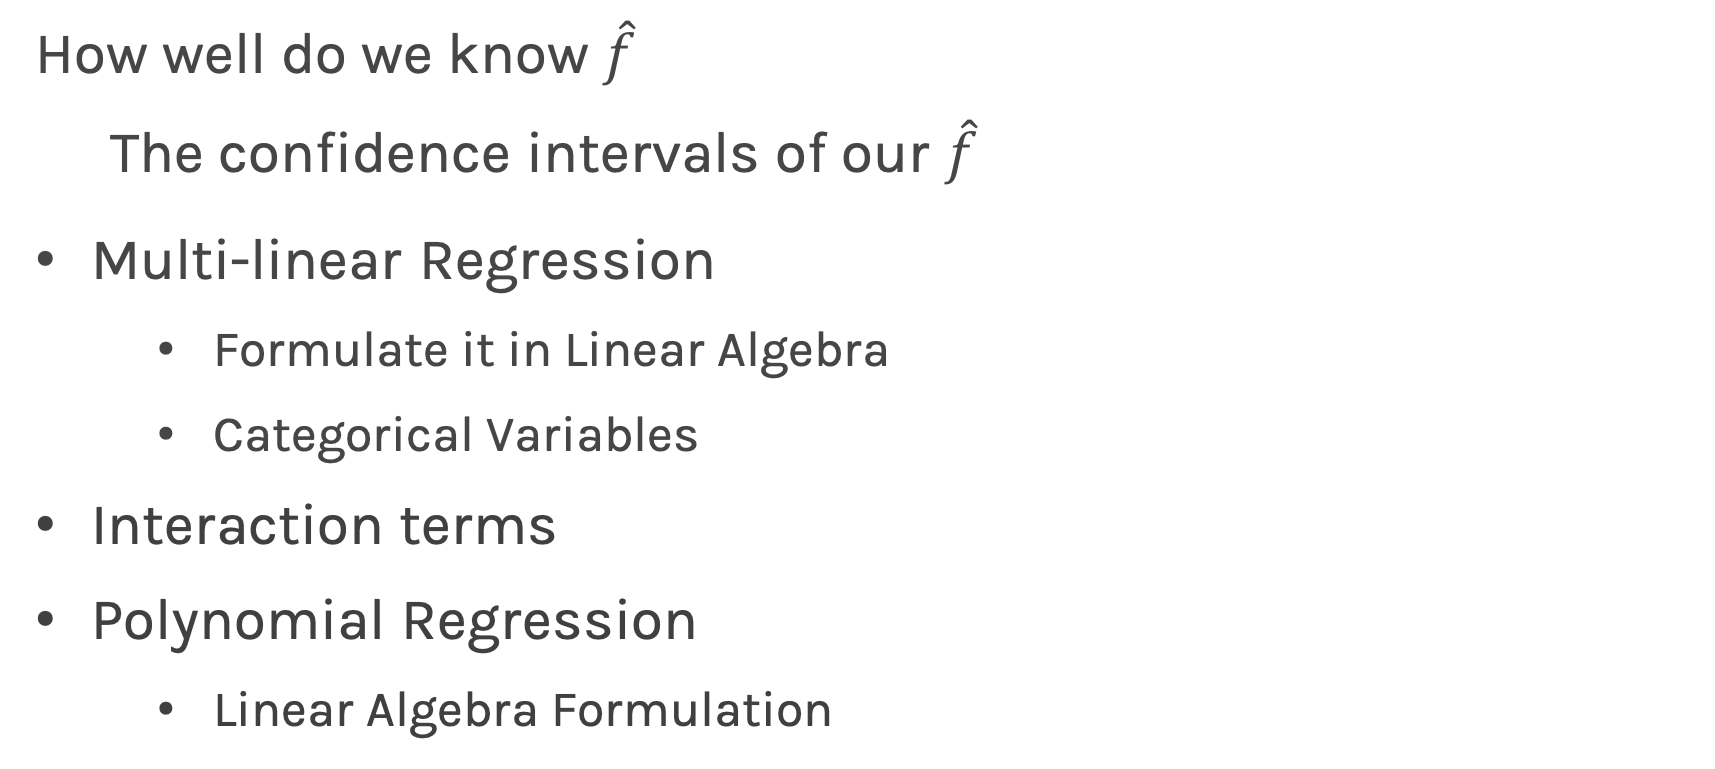 How well do we know f̂
The confidence intervals of our f̂
• Multi-linear Regression
• Formulate it in Linear Algebra
• Categorical Variables
• Interaction terms
• Polynomial Regression
• Linear Algebra Formulation